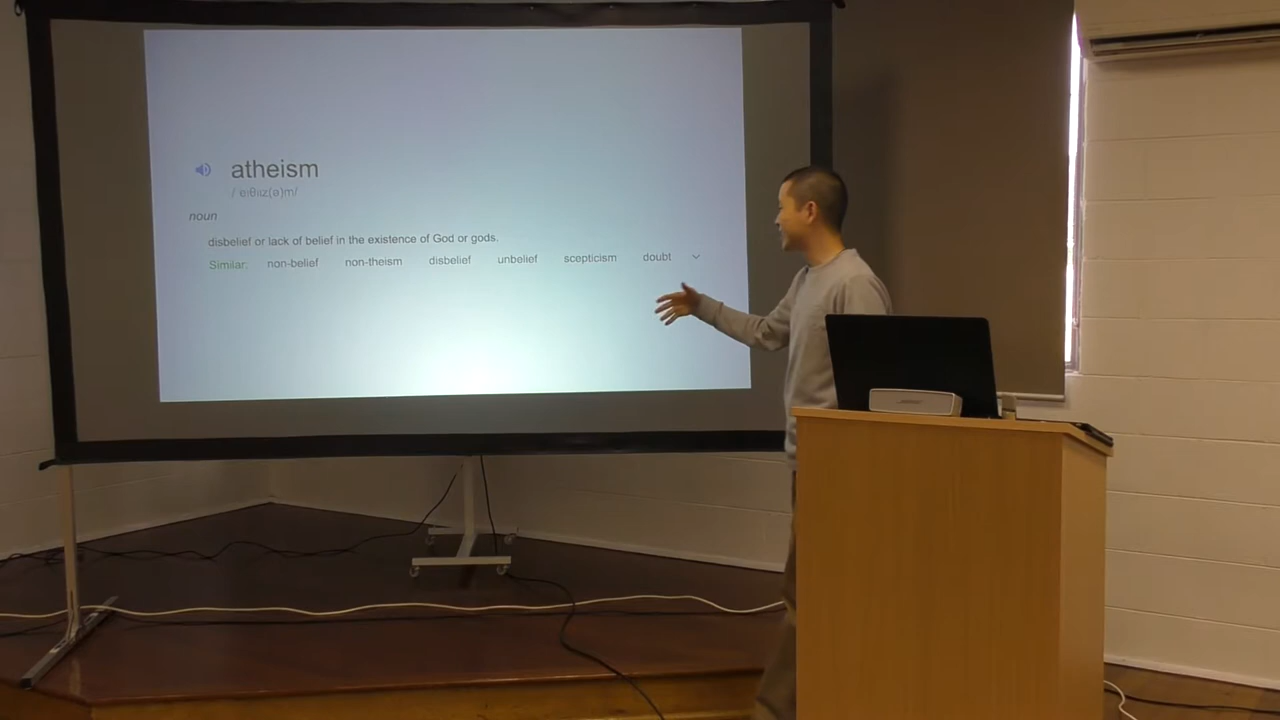 atheism
/ˈeɪθɪɪz(ə)m/
noun
disbelief or lack of belief in the existence of God or gods.
Similar: non-belief non-theism disbelief unbelief scepticism doubt
BOSE